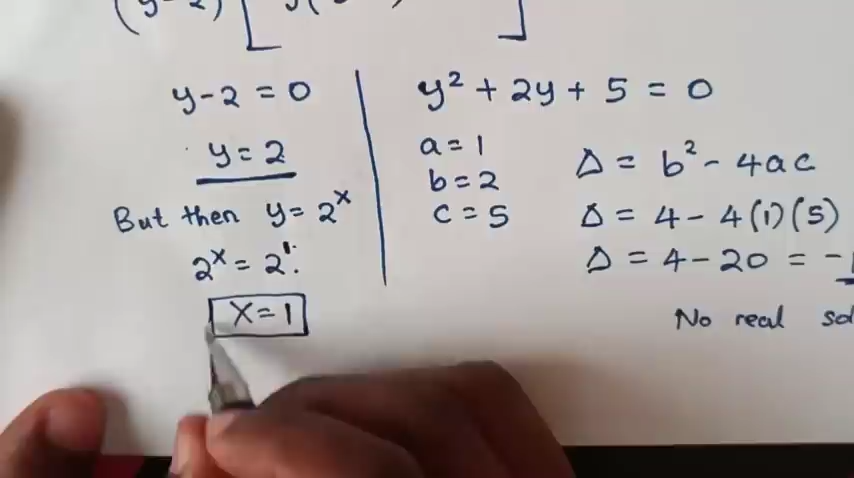 y-2 = 0
y = 2
But then y = 2^x
2^x = 2^1.
x = 1
y² + 2y + 5 = 0
a = 1
b = 2
c = 5
Δ = b² - 4ac
Δ = 4 - 4(1)(5)
Δ = 4 - 20 = -
No real